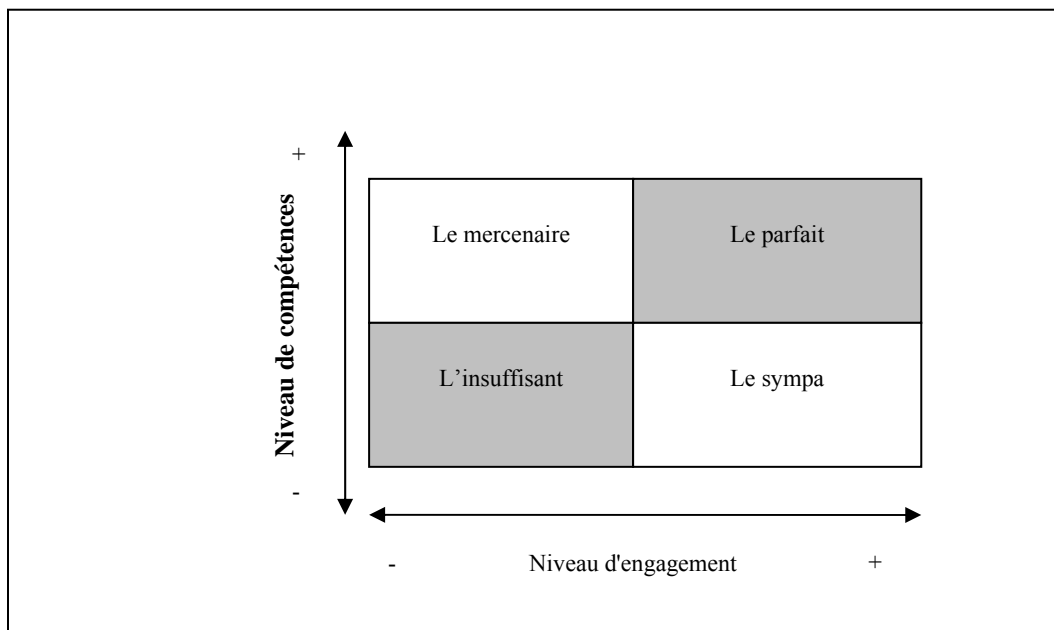 +
Niveau de compétences
-
Le mercenaire
Le parfait
L’insuffisant
Le sympa
-
Niveau d'engagement
+